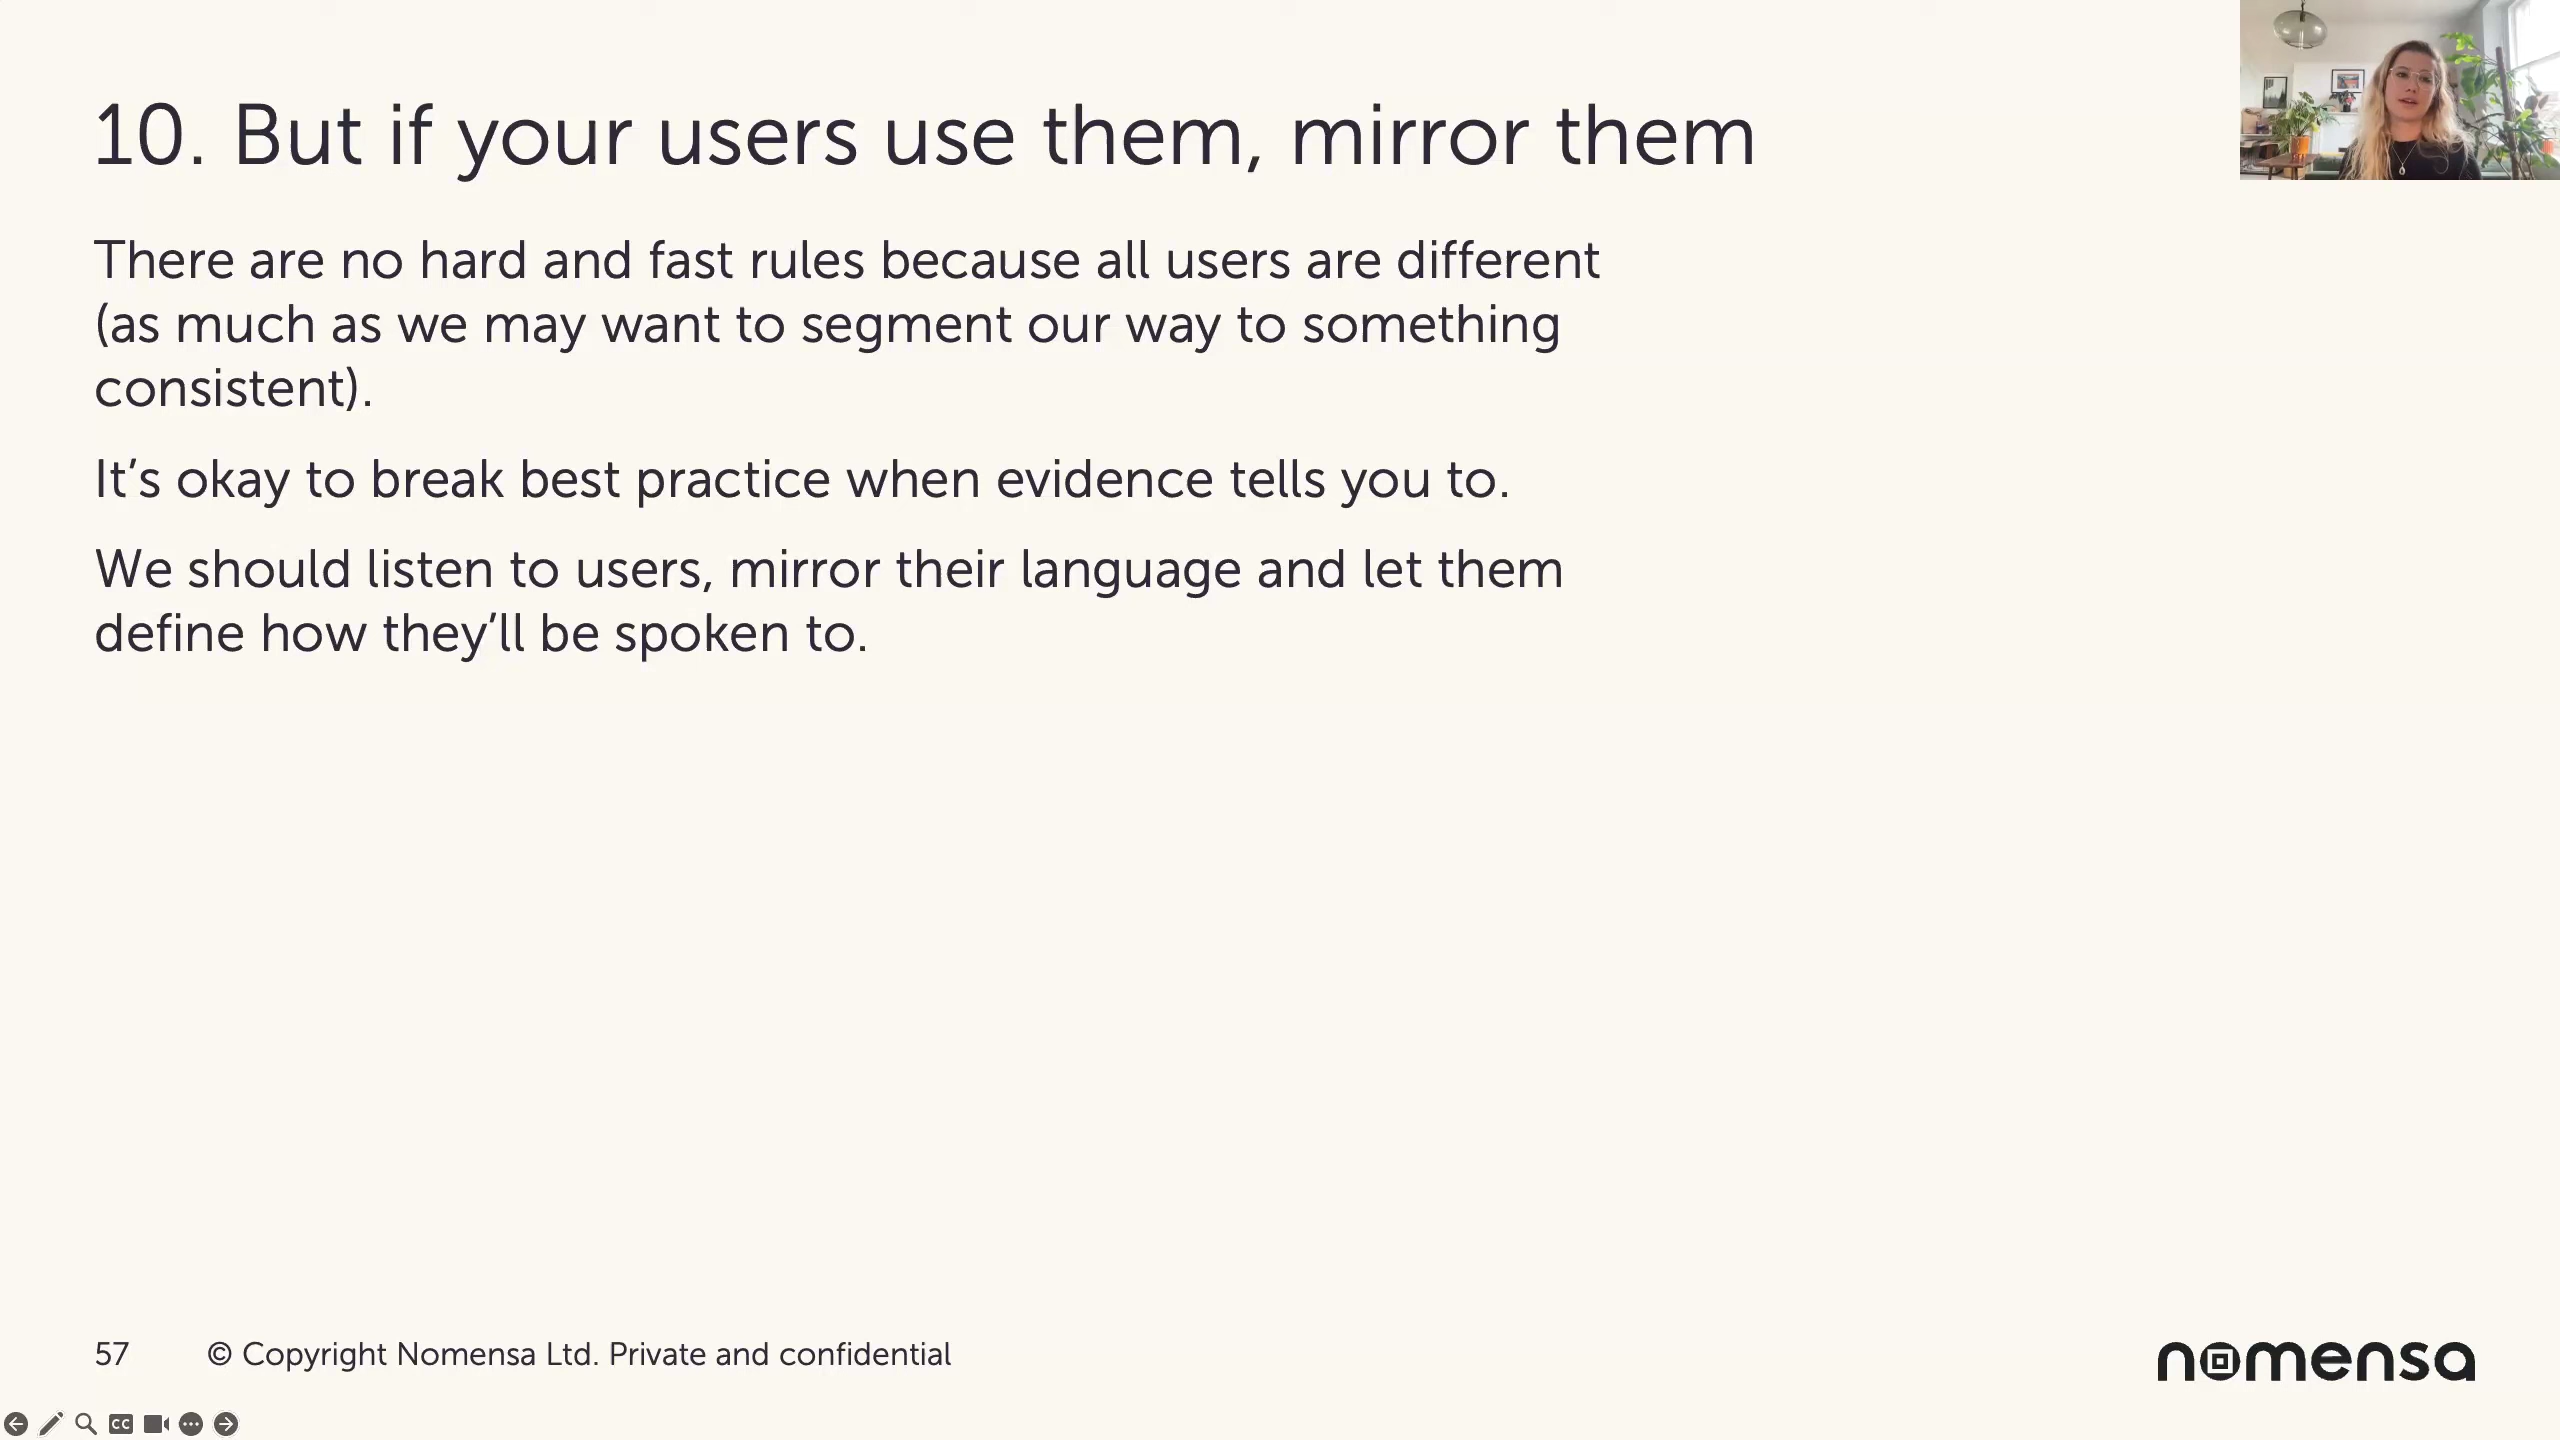 10. But if your users use them, mirror them
There are no hard and fast rules because all users are different
(as much as we may want to segment our way to something
consistent).
It’s okay to break best practice when evidence tells you to.
We should listen to users, mirror their language and let them
define how they’ll be spoken to.
57 © Copyright Nomensa Ltd. Private and confidential
nomensa
CC